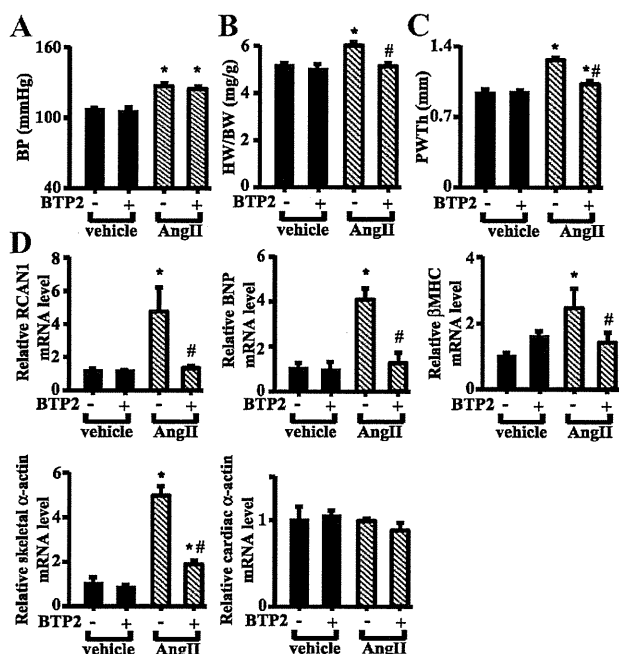 A
BP (mmHg)
160
100
40
* *
BTP2 - + - +
vehicle AngII
B
HW/BW (mg/g)
6
4
2
0
* #
BTP2 - + - +
vehicle AngII
C
PWTh (mm)
1.4
0.7
0
* *#
BTP2 - + - +
vehicle AngII
D
Relative RCAN1
mRNA level
8
6
4
2
0
* #
BTP2 - + - +
vehicle AngII
Relative BNP
mRNA level
6
4
2
0
* #
BTP2 - + - +
vehicle AngII
Relative βMHC
mRNA level
4
2
0
* #
BTP2 - + - +
vehicle AngII
Relative skeletal α-actin
mRNA level
6
4
2
0
* *#
BTP2 - + - +
vehicle AngII
Relative cardiac α-actin
mRNA level
1
0
BTP2 - + - +
vehicle AngII